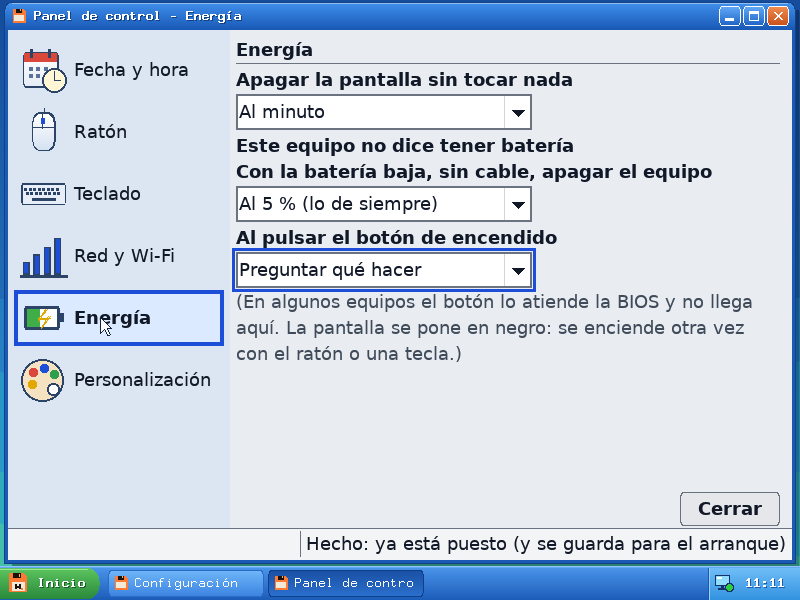 Panel de control - Energía
Fecha y hora
Ratón
Teclado
Red y Wi-Fi
Energía
Personalización
Energía
Apagar la pantalla sin tocar nada
Al minuto
Este equipo no dice tener batería
Con la batería baja, sin cable, apagar el equipo
Al 5 % (lo de siempre)
Al pulsar el botón de encendido
Preguntar qué hacer
(En algunos equipos el botón lo atiende la BIOS y no llega
aquí. La pantalla se pone en negro: se enciende otra vez
con el ratón o una tecla.)
Cerrar
Hecho: ya está puesto (y se guarda para el arranque)
Inicio
Configuración
Panel de contro
11:11